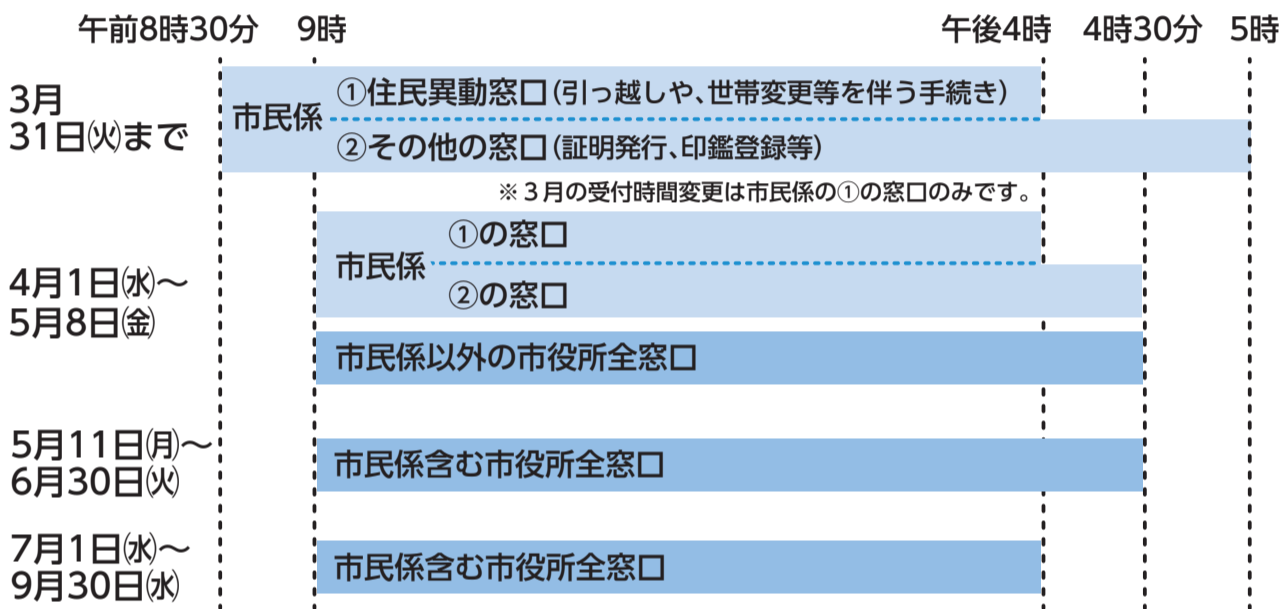 午前8時30分 9時 午後4時 4時30分 5時
3月
31日㈫まで
市民係
①住民異動窓口(引っ越しや、世帯変更等を伴う手続き)
②その他の窓口(証明発行、印鑑登録等)
※3月の受付時間変更は市民係の①の窓口のみです。
4月1日㈬〜
5月8日㈮
市民係
①の窓口
②の窓口
市民係以外の市役所全窓口
5月11日㈪〜
6月30日㈫
市民係含む市役所全窓口
7月1日㈬〜
9月30日㈬
市民係含む市役所全窓口